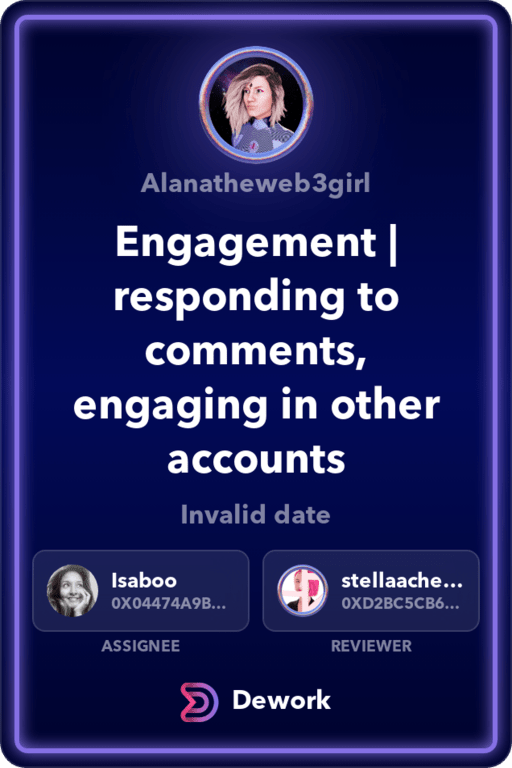 Alanatheweb3girl
Engagement |
responding to
comments,
engaging in other
accounts
Invalid date
Isaboo
0X04474A9B...
stellaache...
0XD2BC5CB6...
ASSIGNEE
REVIEWER
Dework